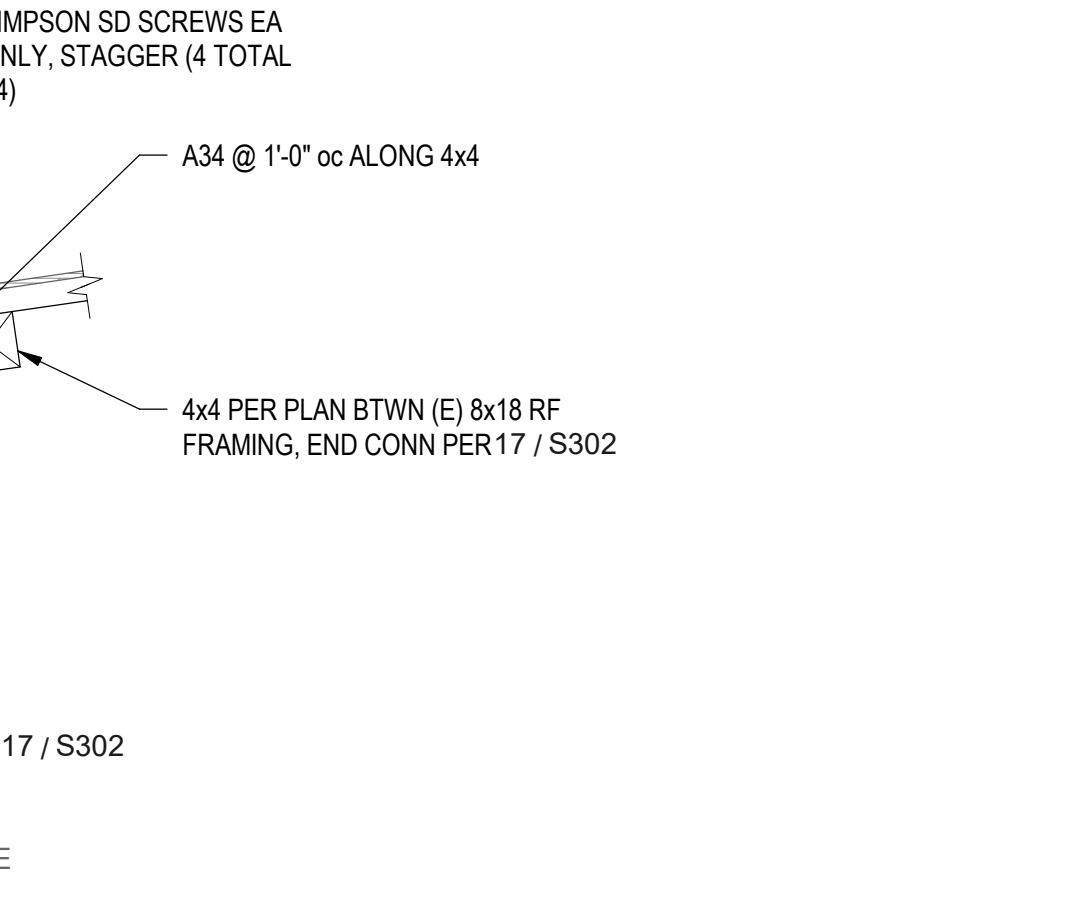 IMPSON SD SCREWS EA
NLY, STAGGER (4 TOTAL
4)
A34 @ 1'-0" oc ALONG 4x4
4x4 PER PLAN BTWN (E) 8x18 RF
FRAMING, END CONN PER 17 / S302
17 / S302
E